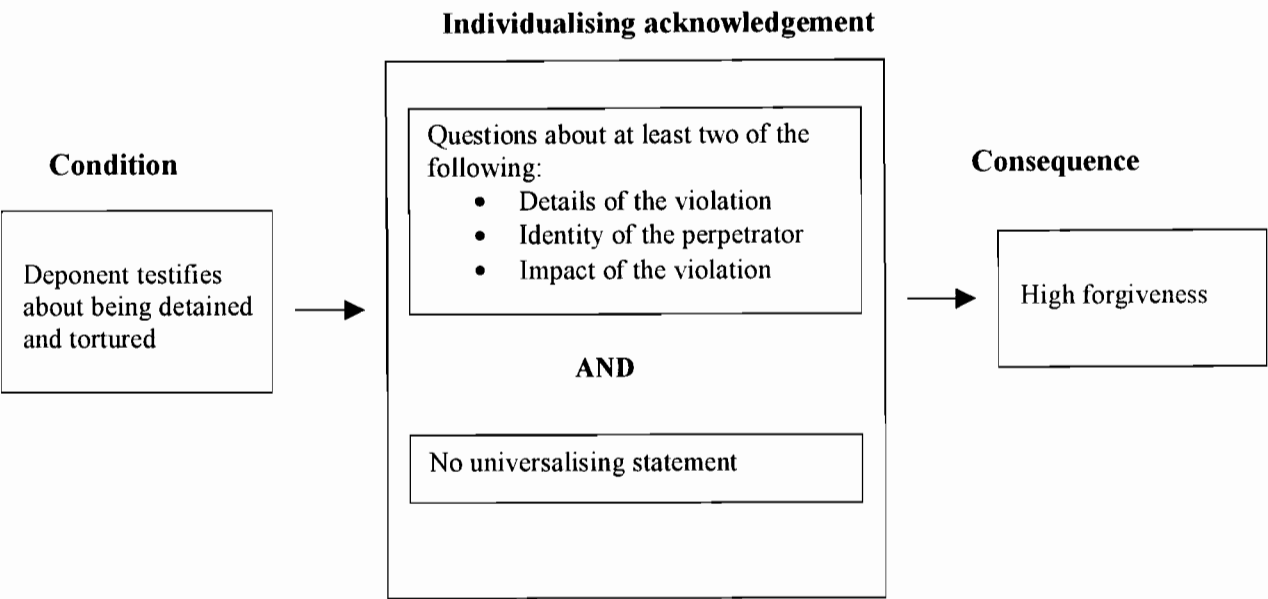 Individualising acknowledgement
Condition
Deponent testifies
about being detained
and tortured
Questions about at least two of the
following:
• Details of the violation
• Identity of the perpetrator
• Impact of the violation
AND
No universalising statement
Consequence
High forgiveness